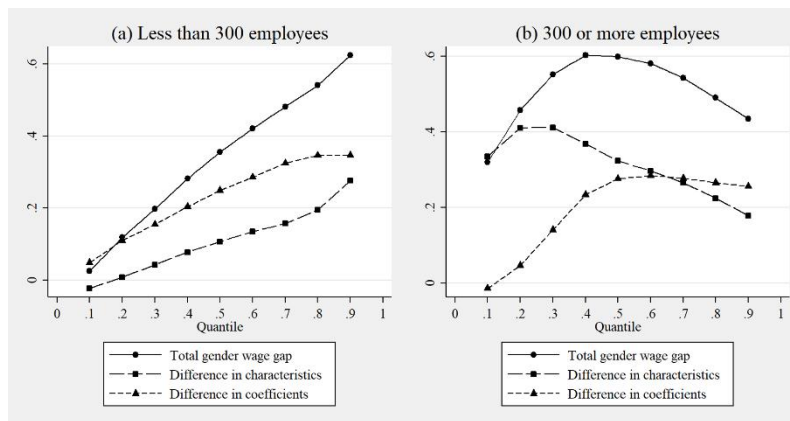 (a) Less than 300 employees
.6
.4
.2
0
0 .1 .2 .3 .4 .5 .6 .7 .8 .9 1
Quantile
Total gender wage gap
Difference in characteristics
Difference in coefficients
(b) 300 or more employees
.6
.4
.2
0
0 .1 .2 .3 .4 .5 .6 .7 .8 .9 1
Quantile
Total gender wage gap
Difference in characteristics
Difference in coefficients